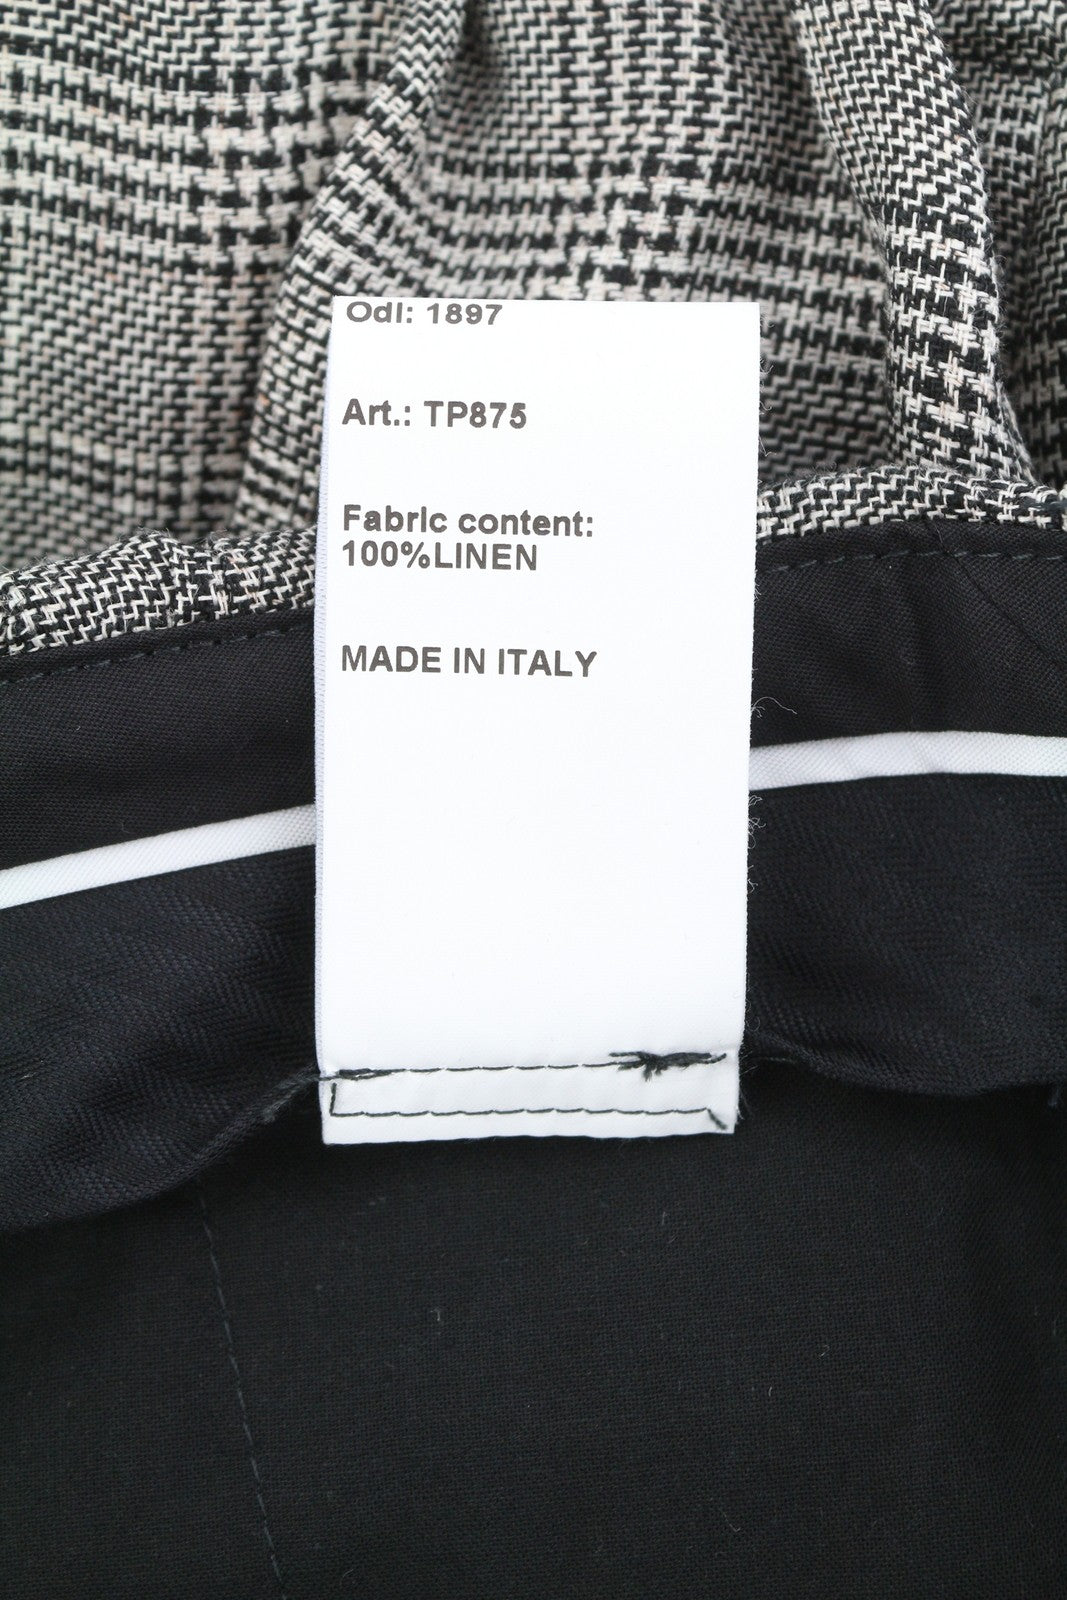 Odl: 1897
Art.: TP875
Fabric content:
100%LINEN
MADE IN ITALY